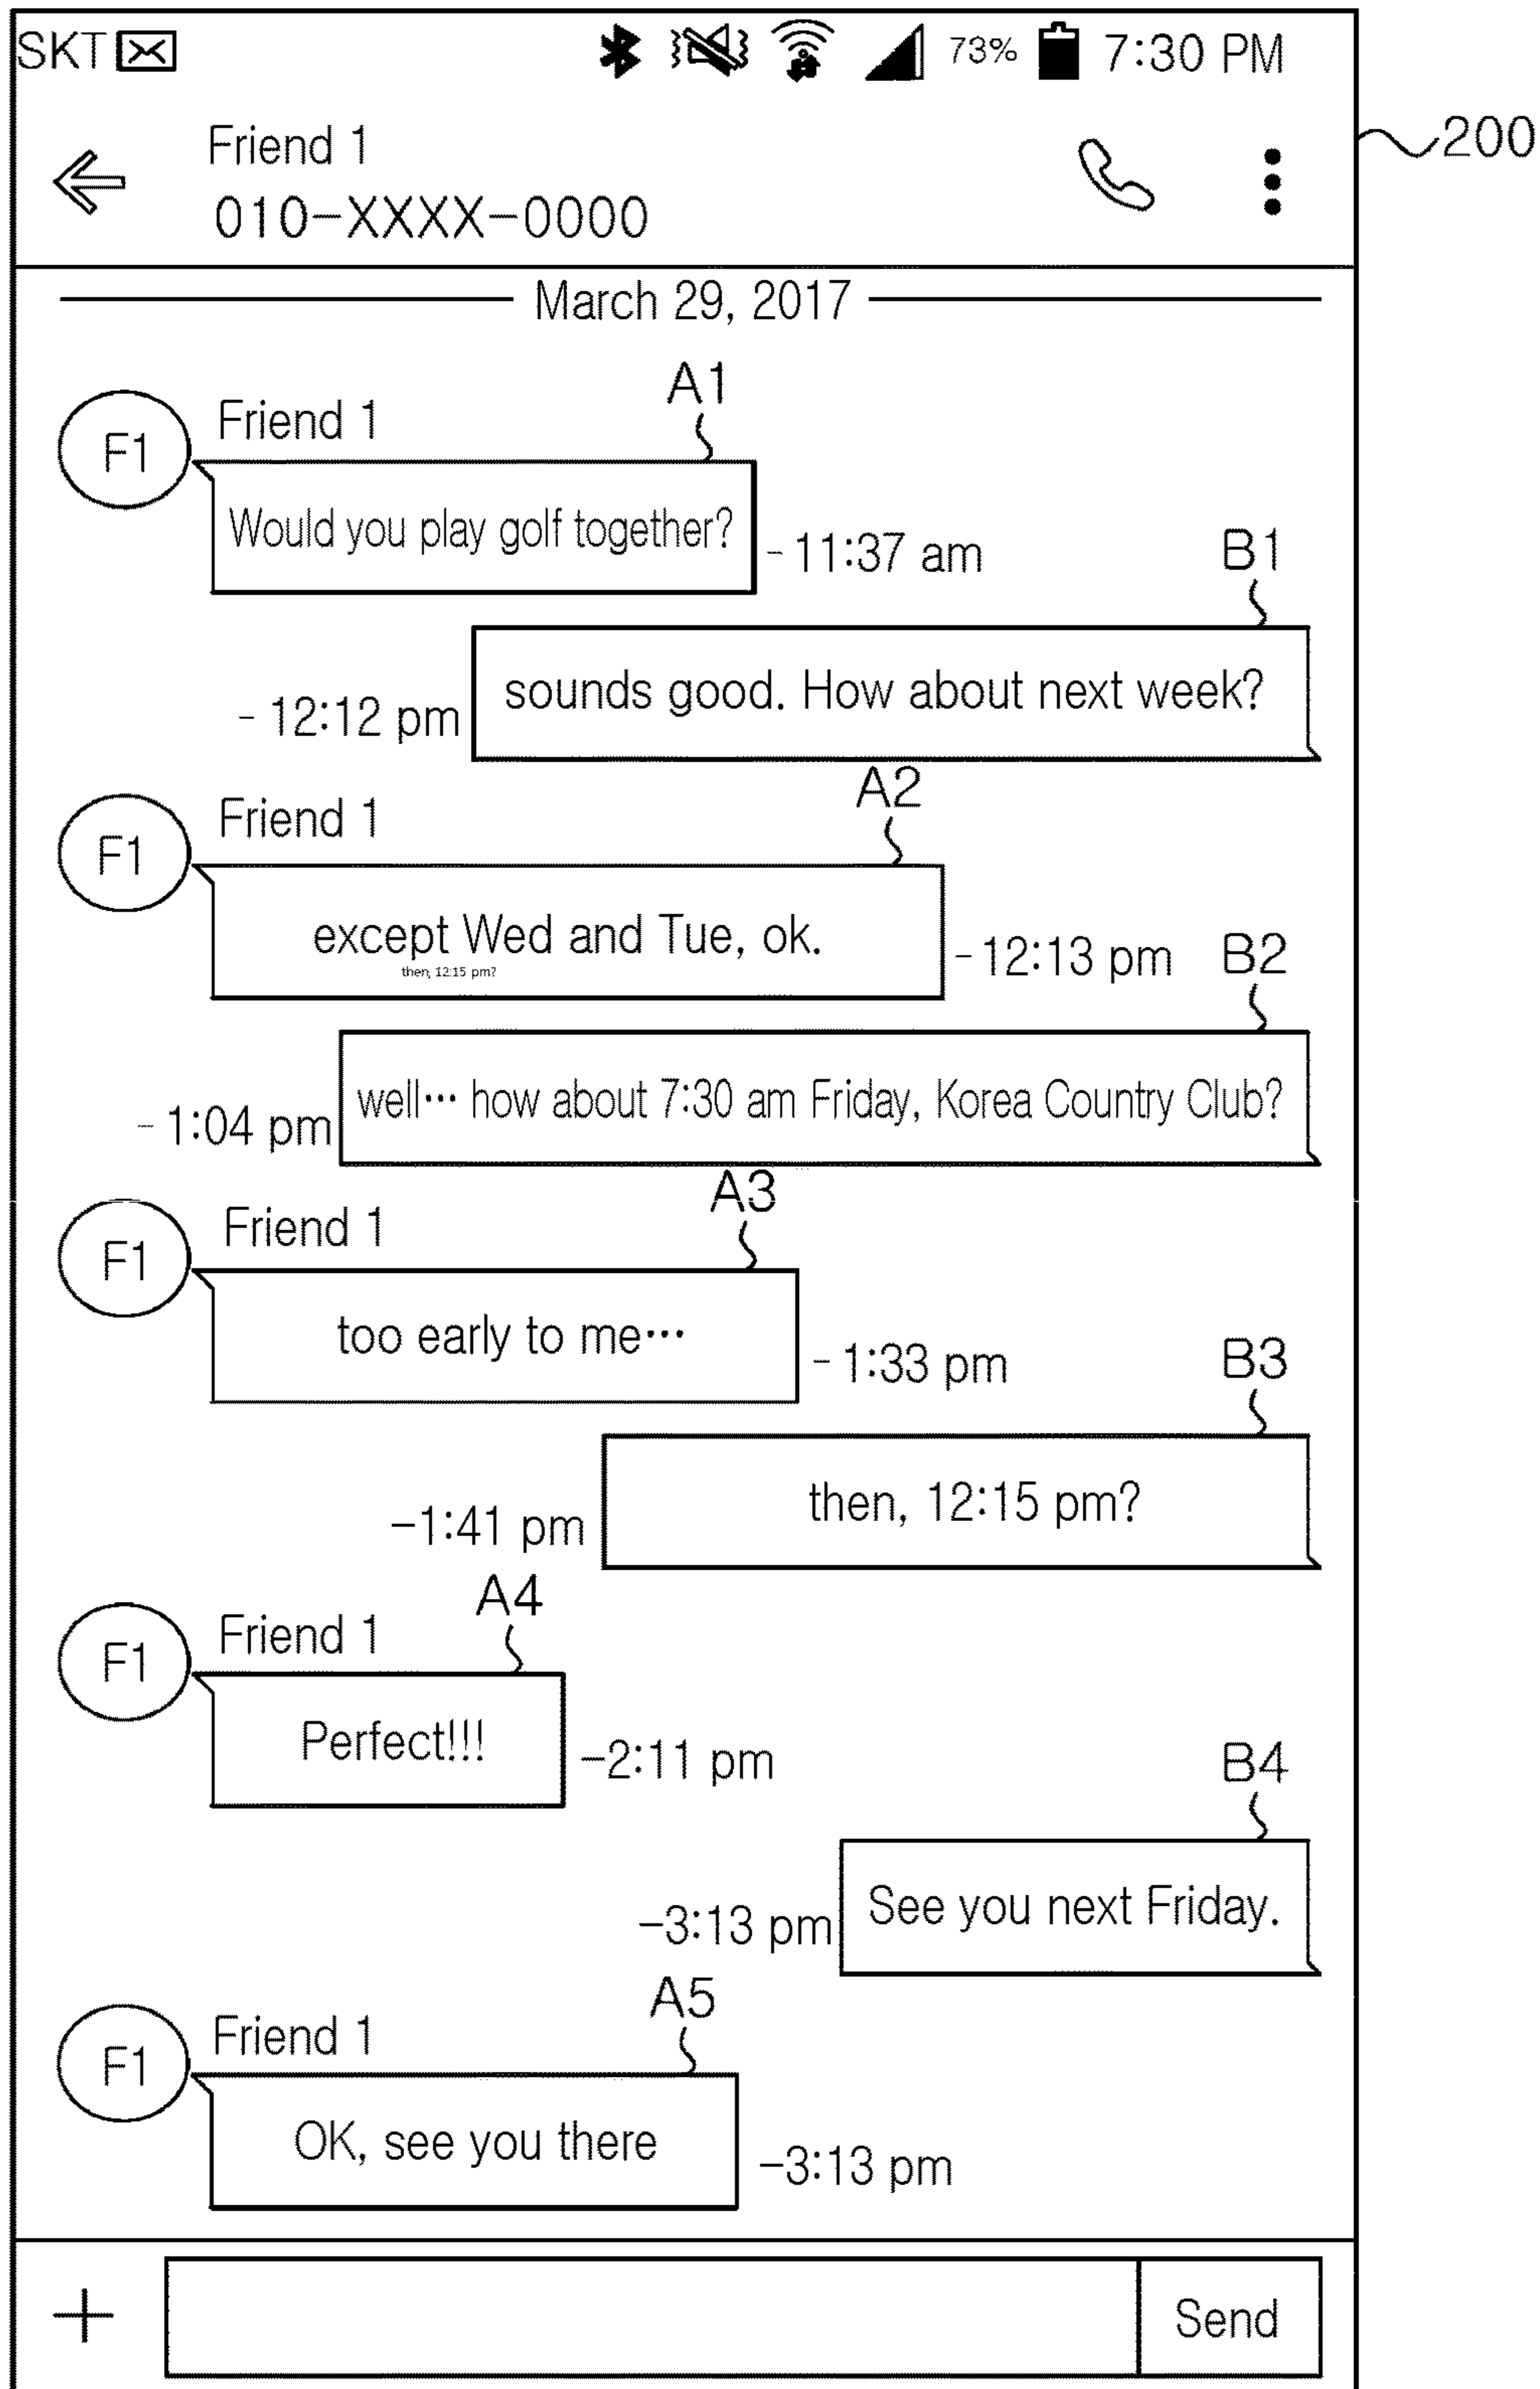 SKT 73% 7:30 PM
200
Friend 1
010-XXXX-0000
March 29, 2017
A1
F1 Friend 1
Would you play golf together?
- 11:37 am
B1
sounds good. How about next week?
- 12:12 pm
A2
F1 Friend 1
except Wed and Tue, ok.
then, 12:15 pm?
-12:13 pm
B2
well⋯ how about 7:30 am Friday, Korea Country Club?
- 1:04 pm
A3
F1 Friend 1
too early to me⋯
- 1:33 pm
B3
then, 12:15 pm?
-1:41 pm
A4
F1 Friend 1
Perfect!!!
-2:11 pm
B4
See you next Friday.
-3:13 pm
A5
F1 Friend 1
OK, see you there
-3:13 pm
+ Send